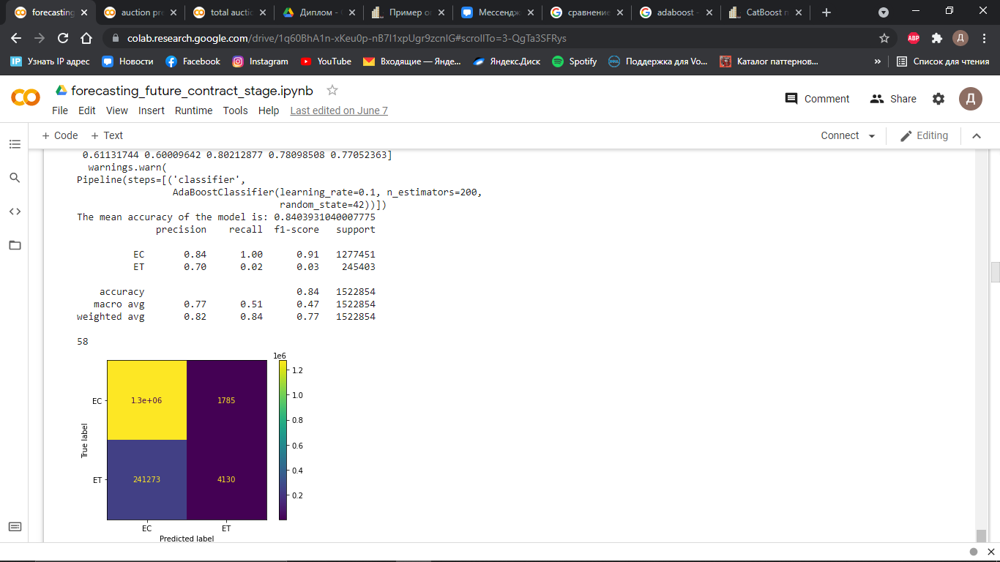 forecasting
auction pre
total auctio
Диплом -
Пример о
Мессендж
сравнение
adaboost -
CatBoost п
colab.research.google.com/drive/1q60BhA1n-xKeu0p-nB7I1xpUgr9zcnIG#scrollTo=3-QgTa3SFRys
ABP
Д
IP Узнать IP адрес
Новости
Facebook
Instagram
YouTube
Входящие — Янде...
Яндекс.Диск
Spotify
Поддержка для Vo...
Каталог паттернов...
»
Список для чтения
forecasting_future_contract_stage.ipynb
Comment
Share
Д
File Edit View Insert Runtime Tools Help Last edited on June 7
+ Code + Text
Connect
Editing
0.61131744 0.60009642 0.80212877 0.78098508 0.77052363]
warnings.warn(
Pipeline(steps=[('classifier',
AdaBoostClassifier(learning_rate=0.1, n_estimators=200,
random_state=42))])
The mean accuracy of the model is: 0.8403931040007775
precision recall f1-score support
EC 0.84 1.00 0.91 1277451
ET 0.70 0.02 0.03 245403
accuracy 0.84 1522854
macro avg 0.77 0.51 0.47 1522854
weighted avg 0.82 0.84 0.77 1522854
58
1e6
1.2
1.0
0.8
0.6
0.4
0.2
EC
1.3e+06
1785
True label
ET
241273
4130
EC
ET
Predicted label